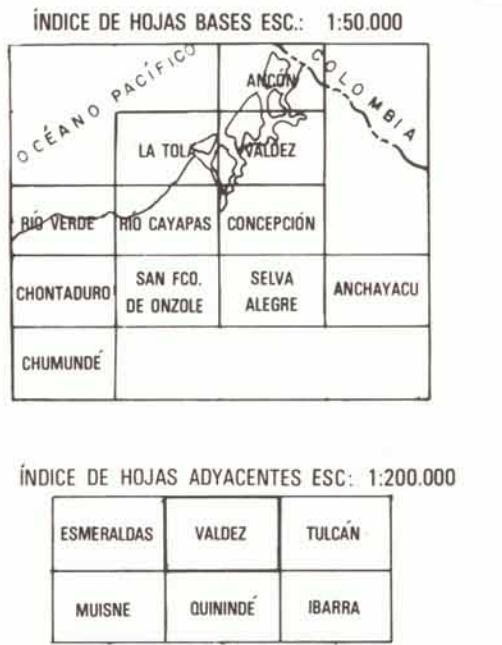 ÍNDICE DE HOJAS BASES ESC.: 1:50.000
OCÉANO PACÍFICO
ANCÓN
COLOMBIA
LA TOLA
VALDEZ
RÍO VERDE
RÍO CAYAPAS
CONCEPCIÓN
CHONTADURO
SAN FCO.
DE ONZOLE
SELVA
ALEGRE
ANCHAYACU
CHUMUNDÉ
ÍNDICE DE HOJAS ADYACENTES ESC: 1:200.000
ESMERALDAS
VALDEZ
TULCÁN
MUISNE
QUININDÉ
IBARRA